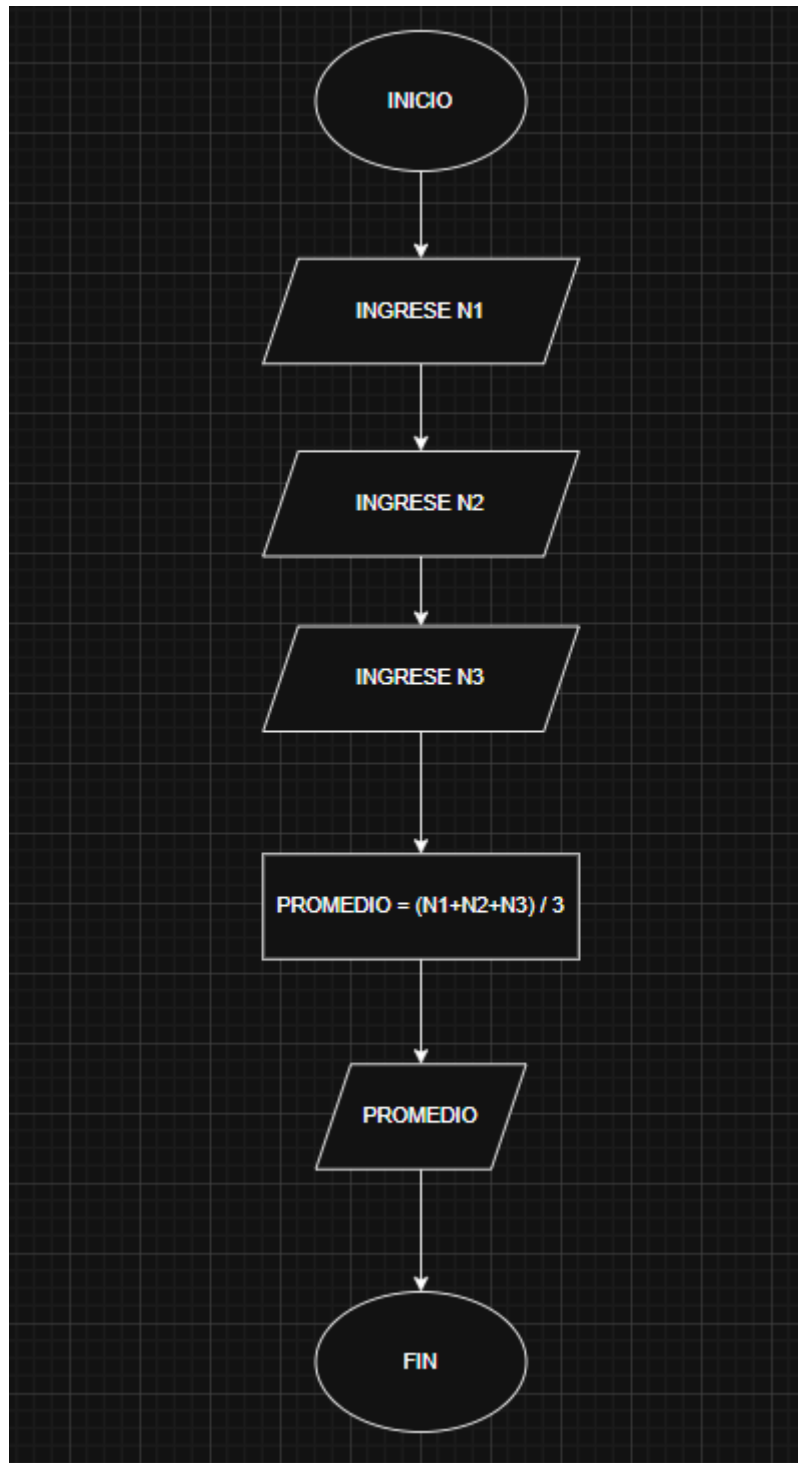 INICIO
INGRESE N1
INGRESE N2
INGRESE N3
PROMEDIO = (N1+N2+N3) / 3
PROMEDIO
FIN